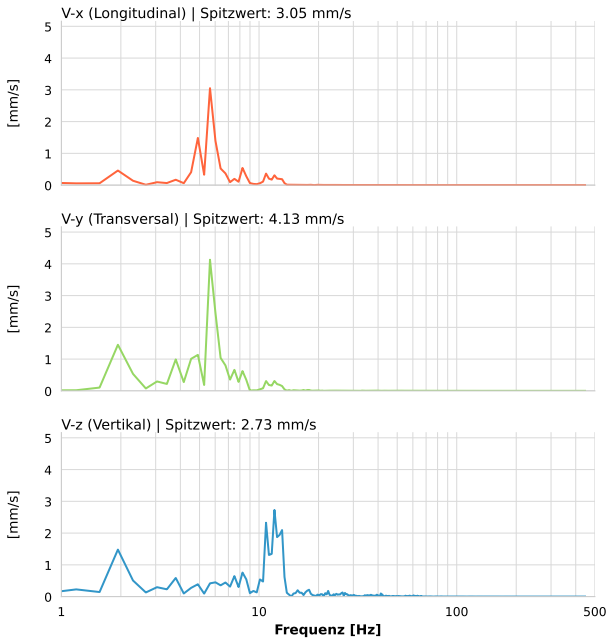 V-x (Longitudinal) | Spitzwert: 3.05 mm/s
5
4
3
2
1
0
[mm/s]
V-y (Transversal) | Spitzwert: 4.13 mm/s
5
4
3
2
1
0
[mm/s]
V-z (Vertikal) | Spitzwert: 2.73 mm/s
5
4
3
2
1
0
[mm/s]
1 10 100 500
Frequenz [Hz]